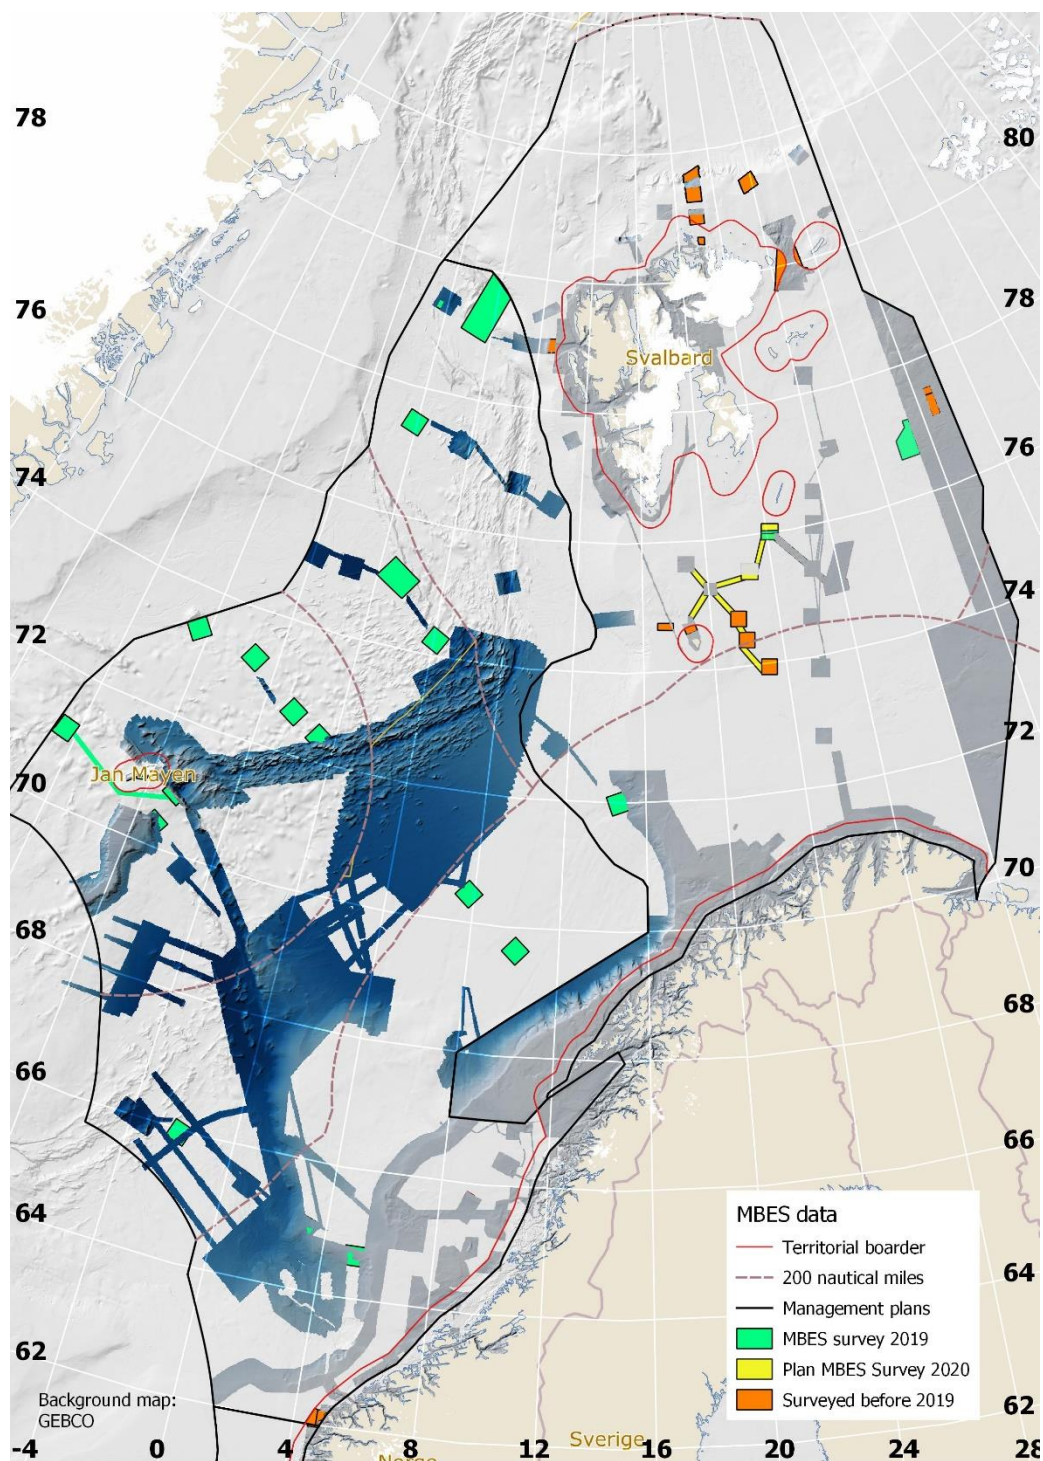 78
80
76
78
Svalbard
74
76
74
72
72
Jan Mayen
70
70
68
68
66
66
64
MBES data
Territorial boarder
200 nautical miles
Management plans
MBES survey 2019
Plan MBES Survey 2020
Surveyed before 2019
64
62
62
Background map:
GEBCO
Sverige
Norge
-4 0 4 8 12 16 20 24 28